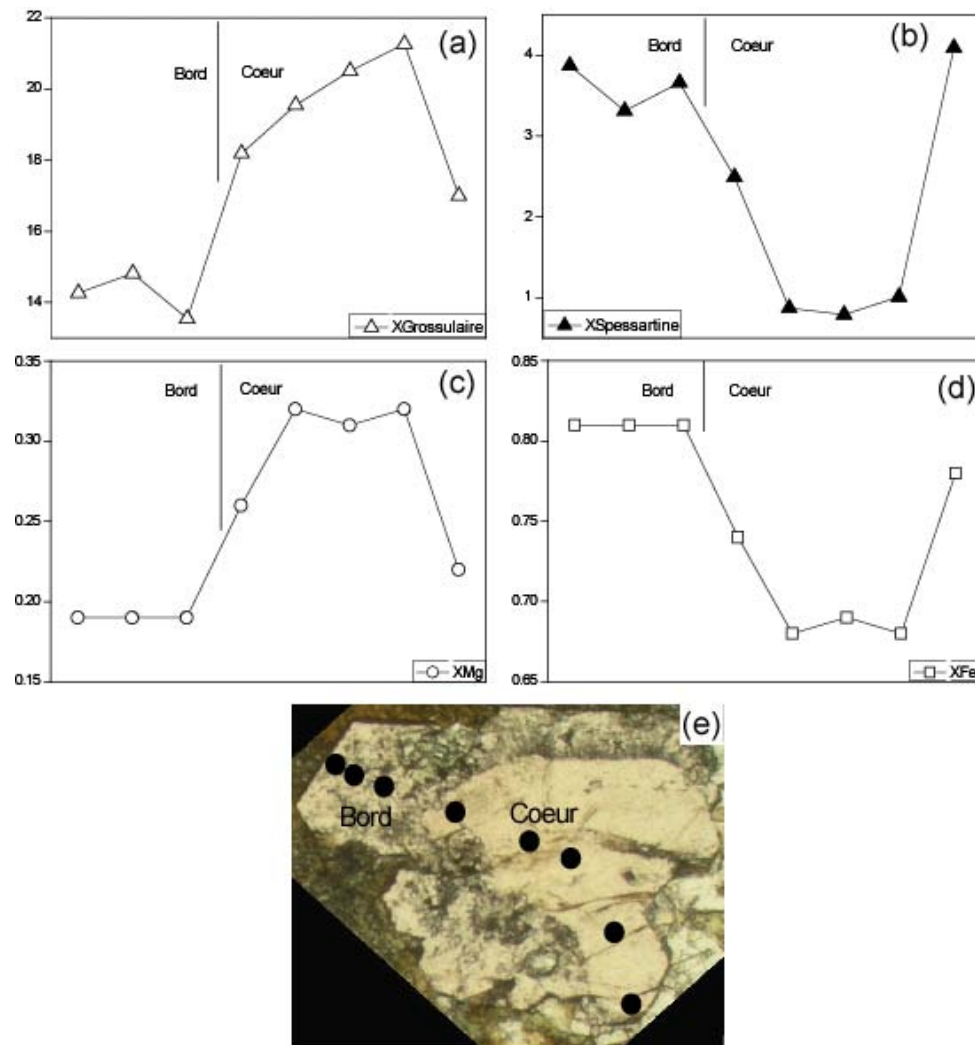 22
20
18
16
14
Bord
Coeur
(a)
XGrossulaire
4
3
2
1
Bord
Coeur
(b)
XSpessartine
0.35
0.30
0.25
0.20
0.15
Bord
Coeur
(c)
XMg
0.85
0.80
0.75
0.70
0.65
Bord
Coeur
(d)
XFe
(e)
Bord
Coeur